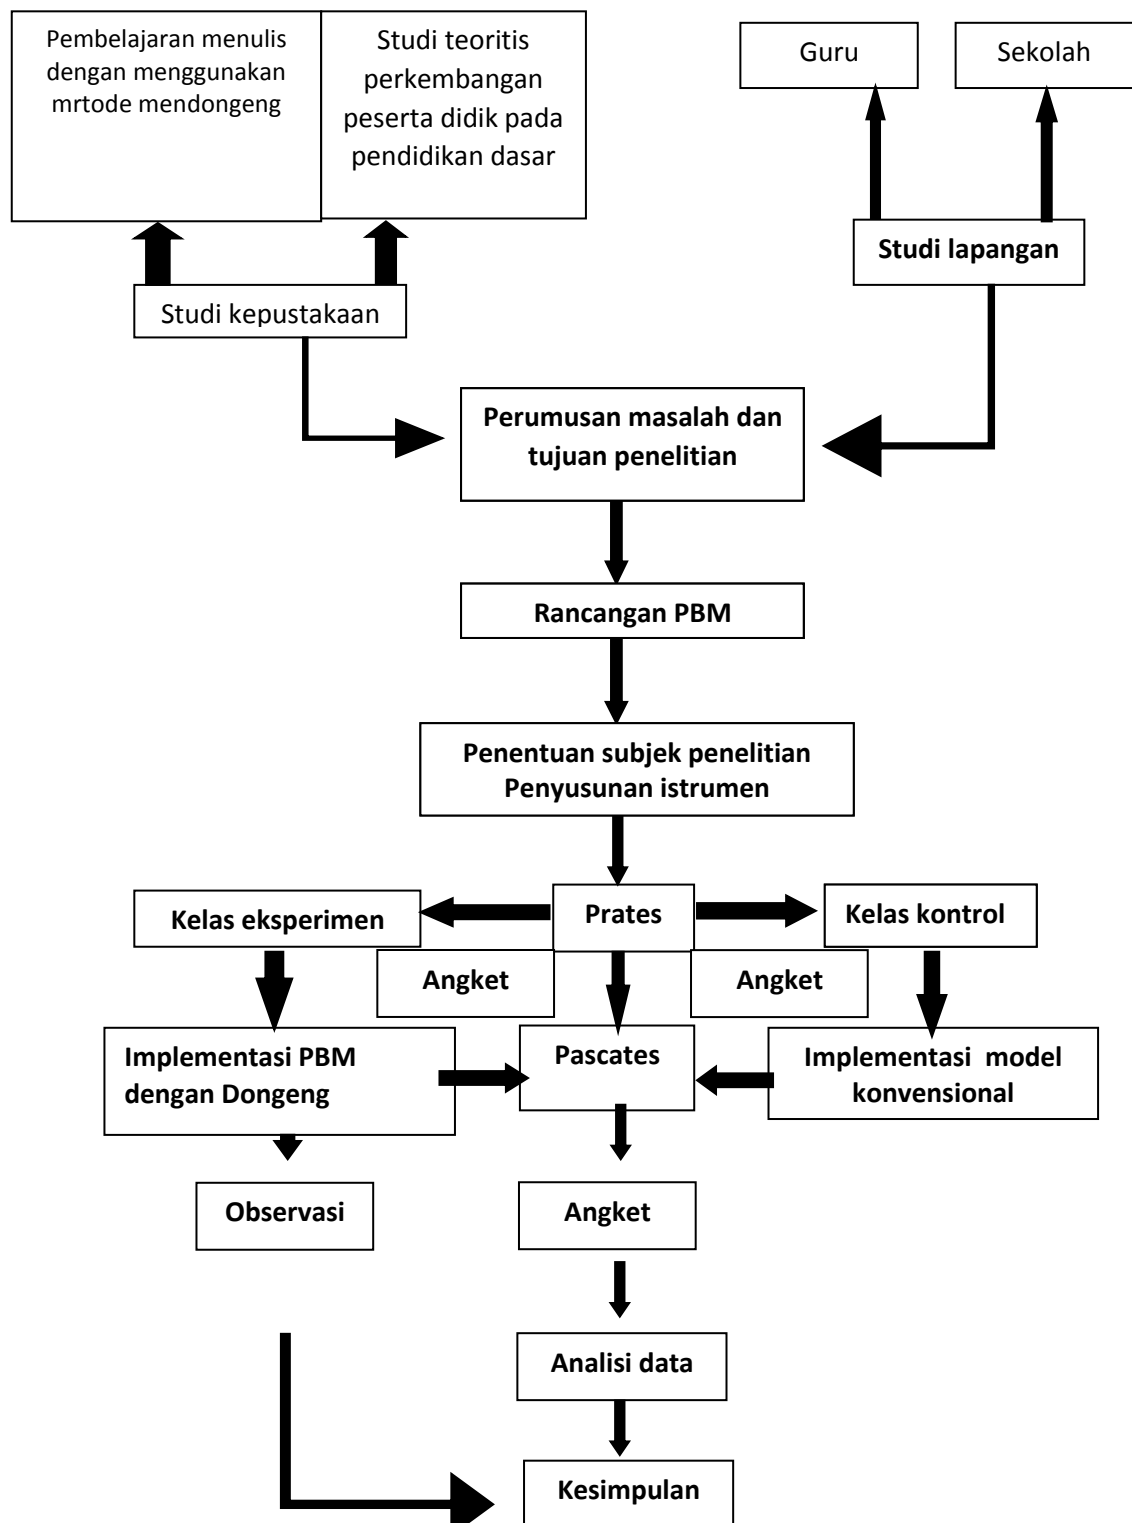 Pembelajaran menulis
dengan menggunakan
mrtode mendongeng
Studi teoritis
perkembangan
peserta didik pada
pendidikan dasar
Guru
Sekolah
Studi lapangan
Studi kepustakaan
Perumusan masalah dan
tujuan penelitian
Rancangan PBM
Penentuan subjek penelitian
Penyusunan istrumen
Kelas eksperimen
Prates
Kelas kontrol
Angket
Angket
Implementasi PBM
dengan Dongeng
Pascates
Implementasi model
konvensional
Observasi
Angket
Analisi data
Kesimpulan